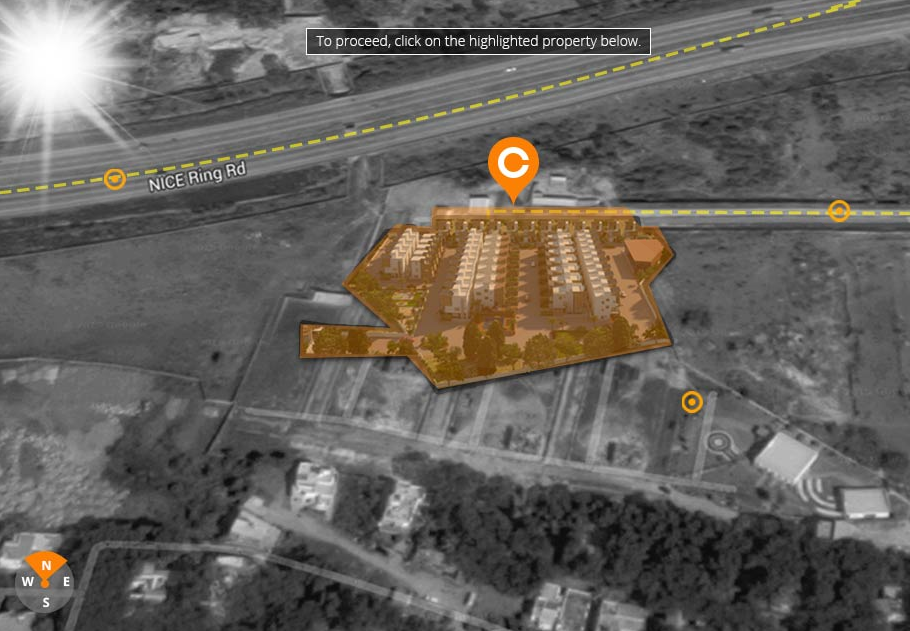 To proceed, click on the highlighted property below.
NICE Ring Rd
C
N
W E
S